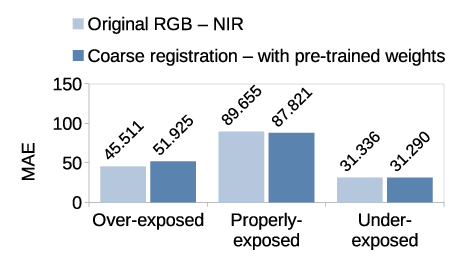 Original RGB – NIR
Coarse registration – with pre-trained weights
MAE
150
100
50
0
45.511
51.925
89.655
87.821
31.336
31.290
Over-exposed
Properly-
exposed
Under-
exposed